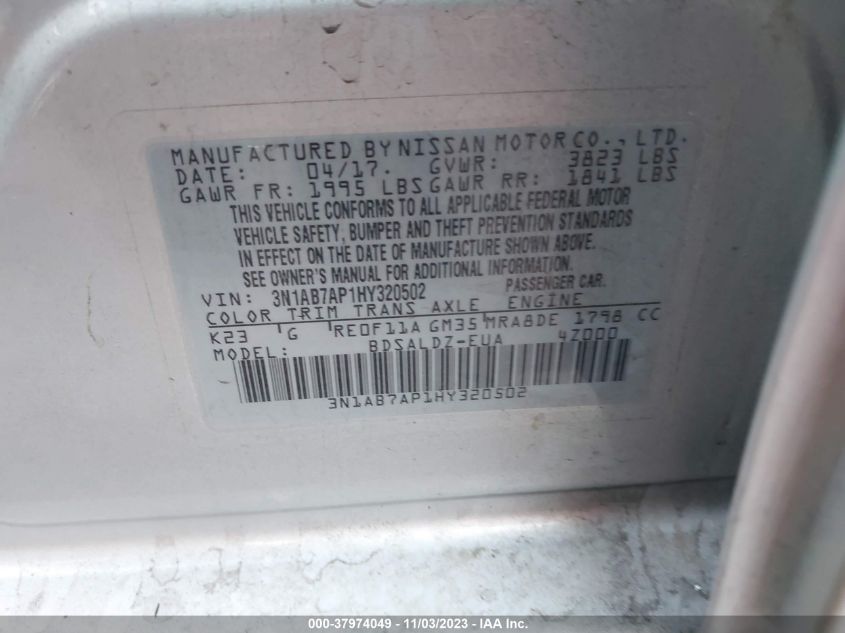 MANUFACTURED BY NISSAN MOTOR CO., LTD.
DATE: 04/17. GVWR: 3823 LBS
GAWR FR: 1995 LBS GAWR RR: 1841 LBS
THIS VEHICLE CONFORMS TO ALL APPLICABLE FEDERAL MOTOR
VEHICLE SAFETY, BUMPER AND THEFT PREVENTION STANDARDS
IN EFFECT ON THE DATE OF MANUFACTURE SHOWN ABOVE.
SEE OWNER'S MANUAL FOR ADDITIONAL INFORMATION.
VIN: 3N1AB7AP1HY320502 PASSENGER CAR.
COLOR TRIM TRANS AXLE ENGINE
K23 G RE0F11A GM35 MRA8DE 1798 CC
MODEL: BDSALDZ-EUA 4Z000
3N1AB7AP1HY320502
000-37974049 - 11/03/2023 - IAA Inc.